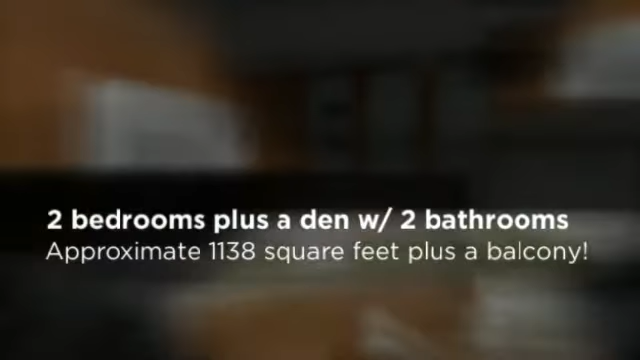 2 bedrooms plus a den w/ 2 bathrooms
Approximate 1138 square feet plus a balcony!